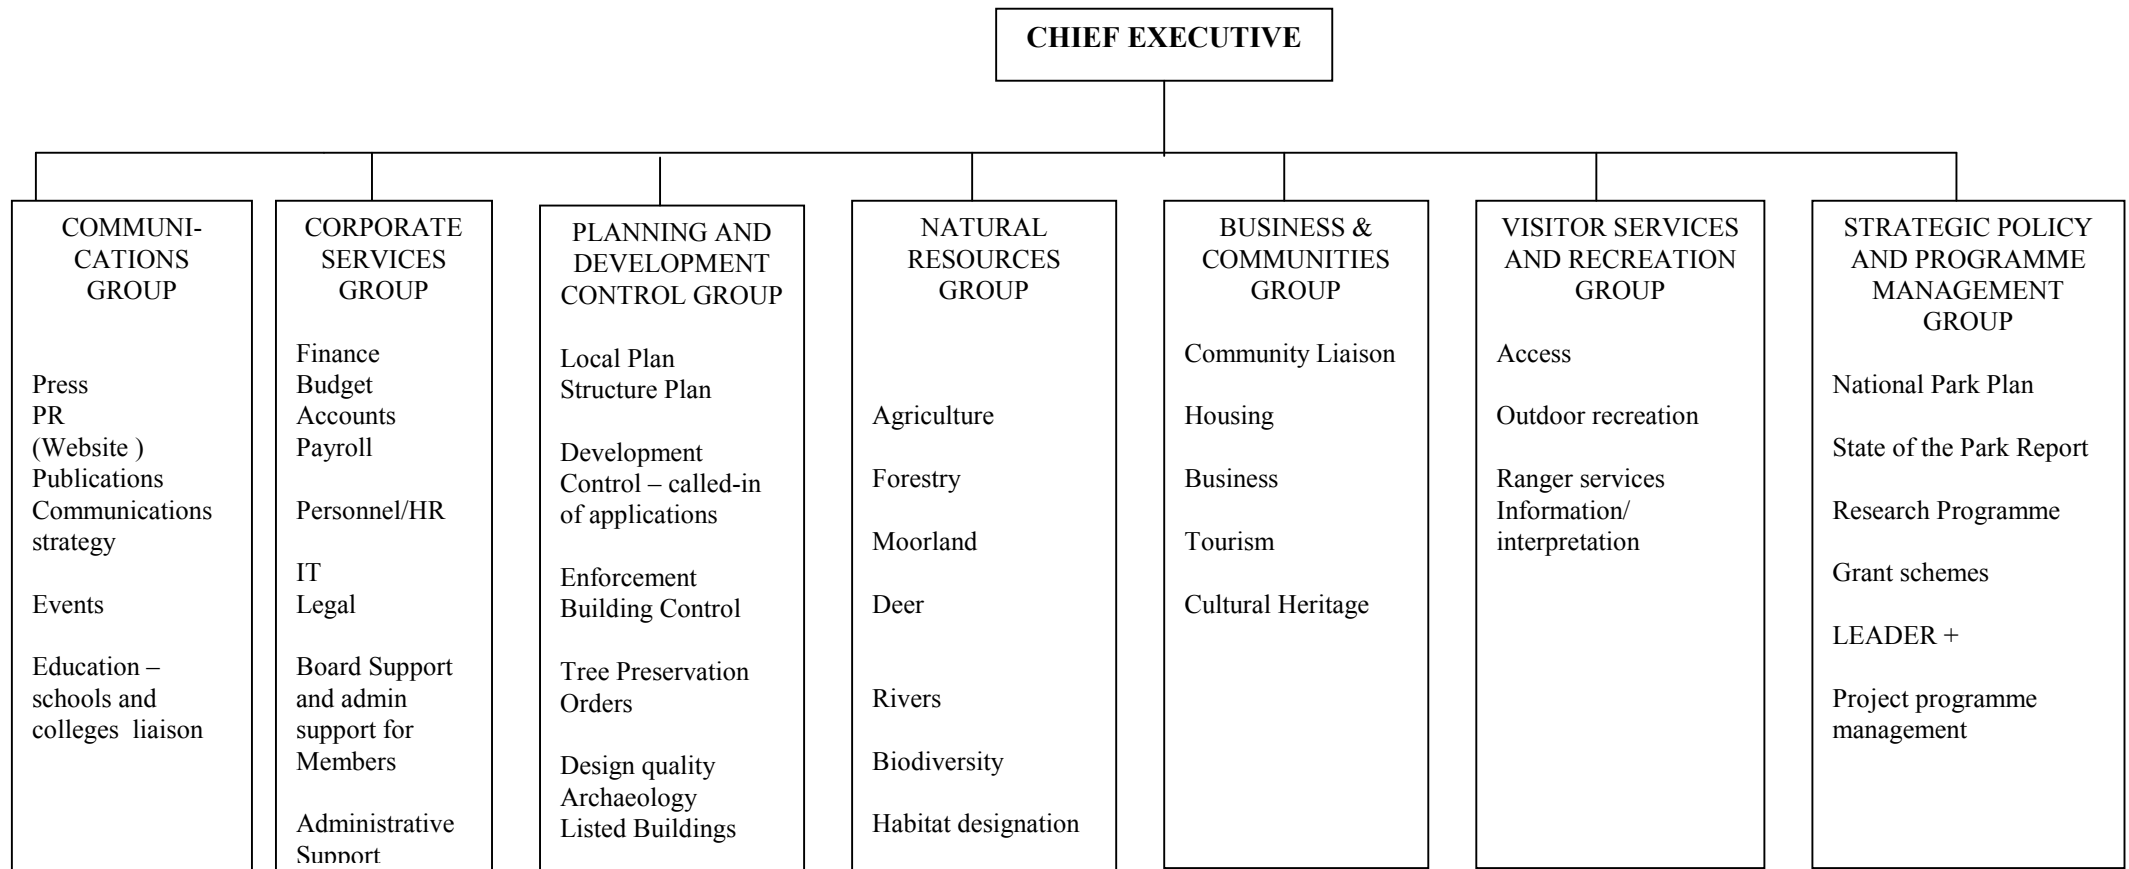 CHIEF EXECUTIVE
COMMUNI-
CATIONS
GROUP
Press
PR
(Website )
Publications
Communications
strategy
Events
Education –
schools and
colleges  liaison
CORPORATE
SERVICES
GROUP
Finance
Budget
Accounts
Payroll
Personnel/HR
IT
Legal
Board Support
and admin
support for
Members
Administrative
Support
PLANNING AND
DEVELOPMENT
CONTROL GROUP
Local Plan
Structure Plan
Development
Control – called-in
of applications
Enforcement
Building Control
Tree Preservation
Orders
Design quality
Archaeology
Listed Buildings
NATURAL
RESOURCES
GROUP
Agriculture
Forestry
Moorland
Deer
Rivers
Biodiversity
Habitat designation
BUSINESS &
COMMUNITIES
GROUP
Community Liaison
Housing
Business
Tourism
Cultural Heritage
VISITOR SERVICES
AND RECREATION
GROUP
Access
Outdoor recreation
Ranger services
Information/
interpretation
STRATEGIC POLICY
AND PROGRAMME
MANAGEMENT
GROUP
National Park Plan
State of the Park Report
Research Programme
Grant schemes
LEADER +
Project programme
management